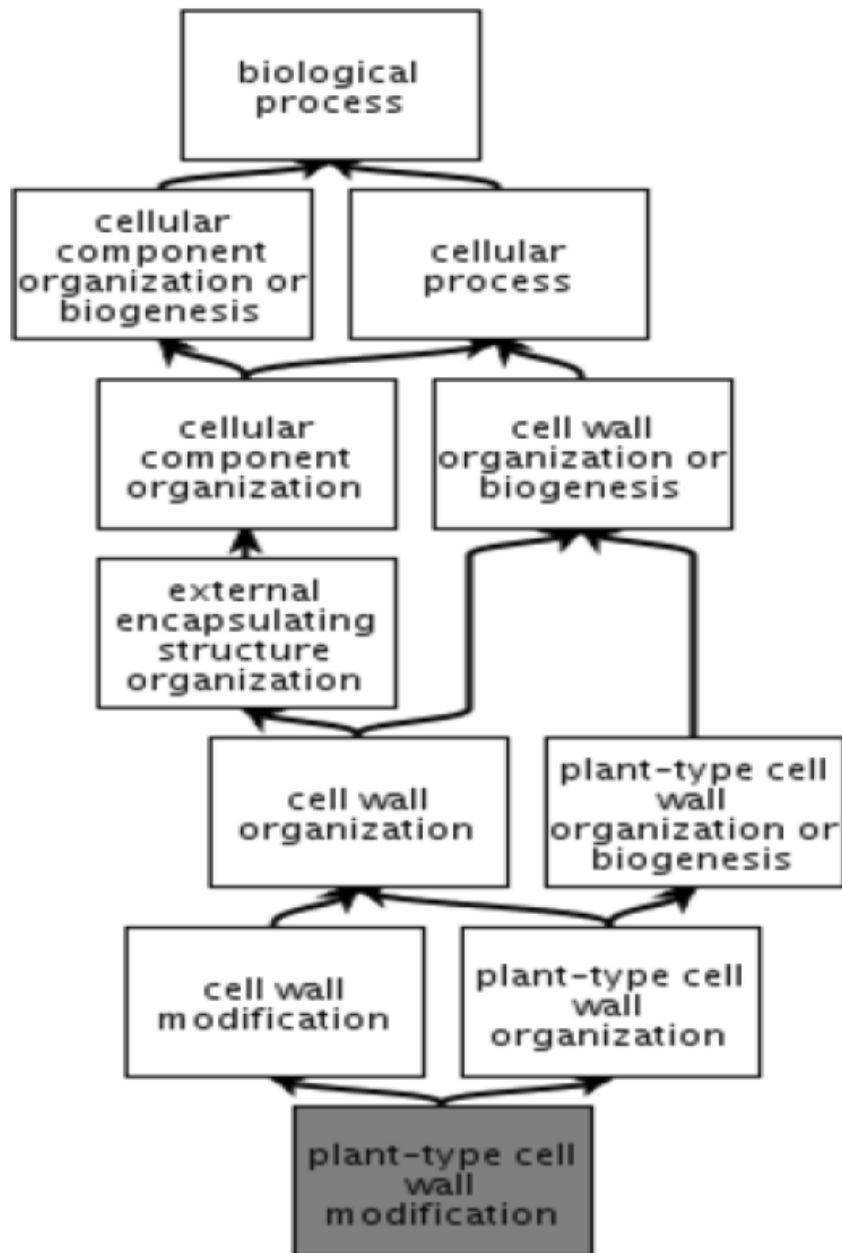 biological
process
cellular
component
organization or
biogenesis
cellular
process
cellular
component
organization
cell wall
organization or
biogenesis
external
encapsulating
structure
organization
cell wall
organization
plant-type cell
wall
organization or
biogenesis
cell wall
modification
plant-type cell
wall
organization
plant-type cell
wall
modification